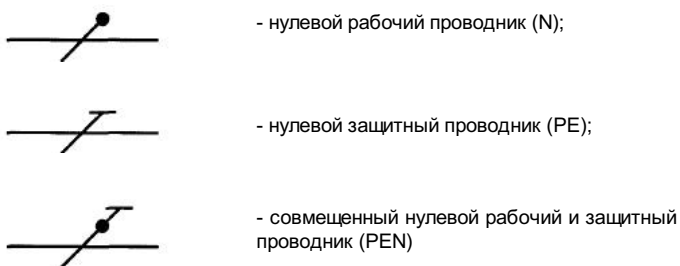 - нулевой рабочий проводник (N);
- нулевой защитный проводник (PE);
- совмещенный нулевой рабочий и защитный
проводник (PEN)